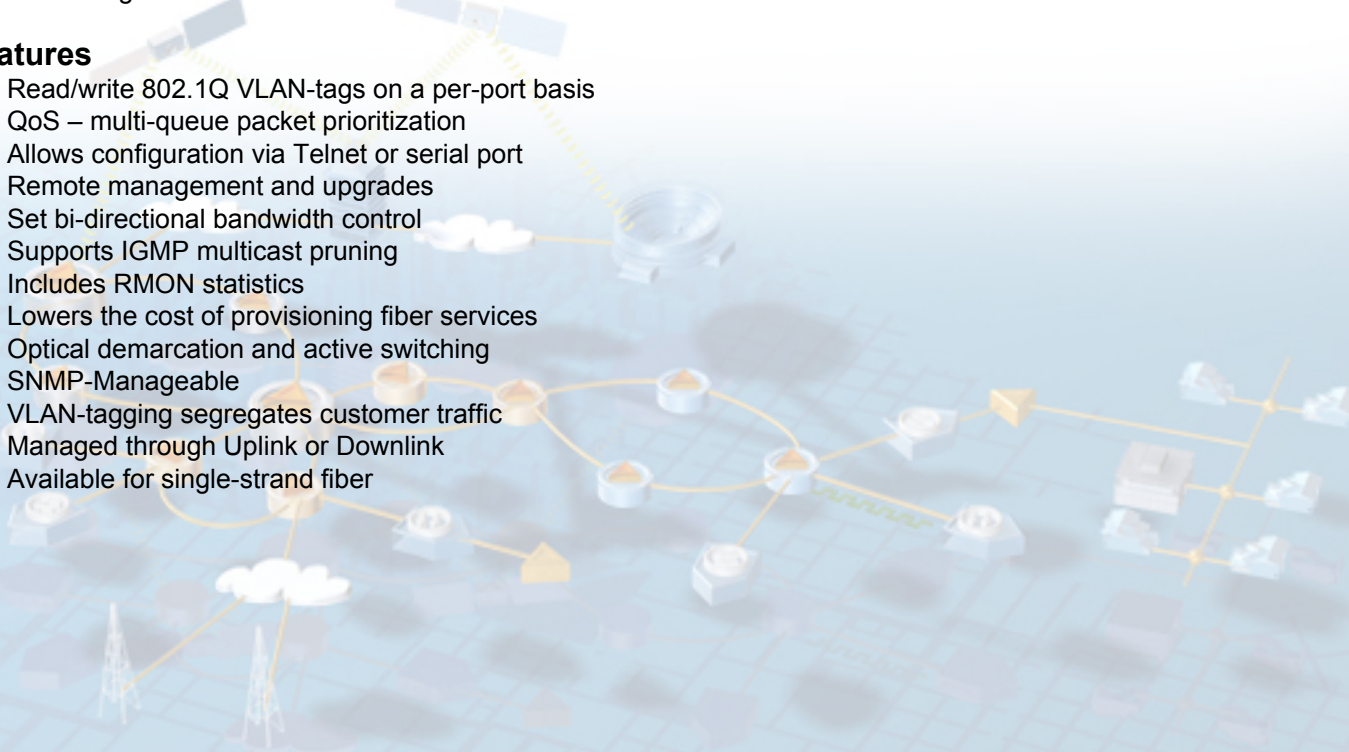 atures
Read/write 802.1Q VLAN-tags on a per-port basis
QoS – multi-queue packet prioritization
Allows configuration via Telnet or serial port
Remote management and upgrades
Set bi-directional bandwidth control
Supports IGMP multicast pruning
Includes RMON statistics
Lowers the cost of provisioning fiber services
Optical demarcation and active switching
SNMP-Manageable
VLAN-tagging segregates customer traffic
Managed through Uplink or Downlink
Available for single-strand fiber